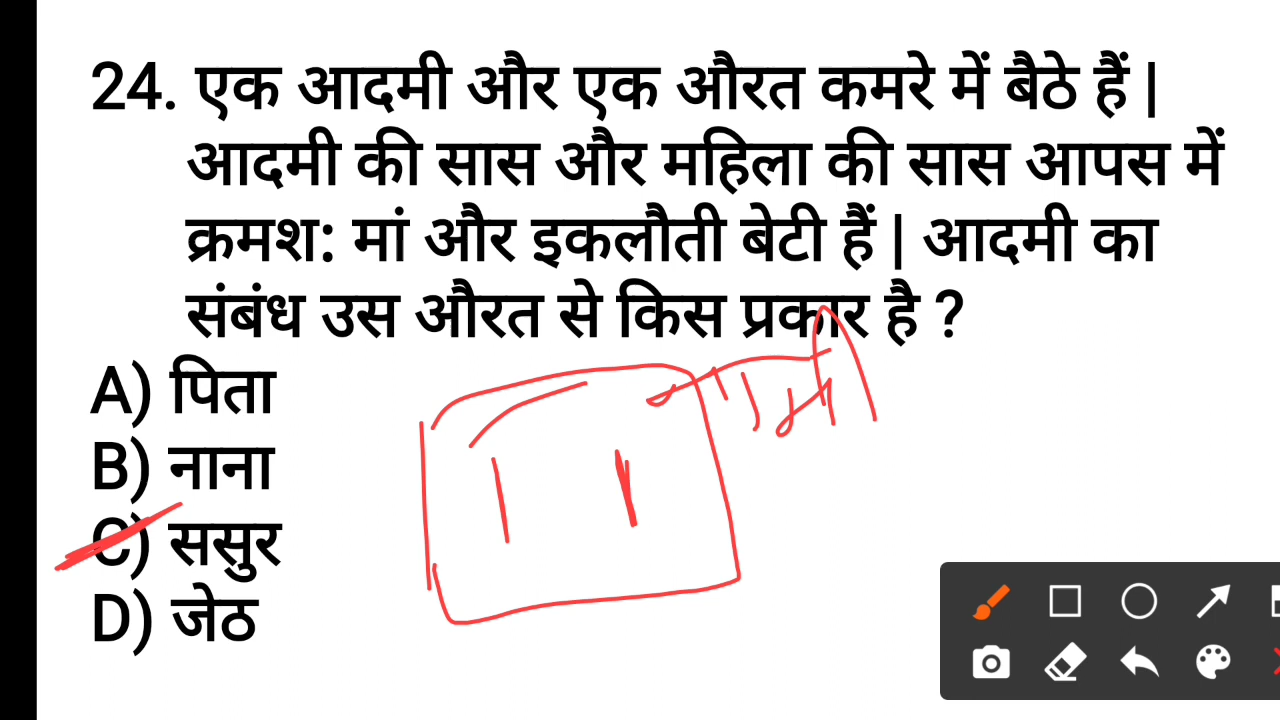 24. एक आदमी और एक औरत कमरे में बैठे हैं |
आदमी की सास और महिला की सास आपस में
क्रमश: मां और इकलौती बेटी हैं | आदमी का
संबंध उस औरत से किस प्रकार है ?
A) पिता
B) नाना
C) ससुर
D) जेठ